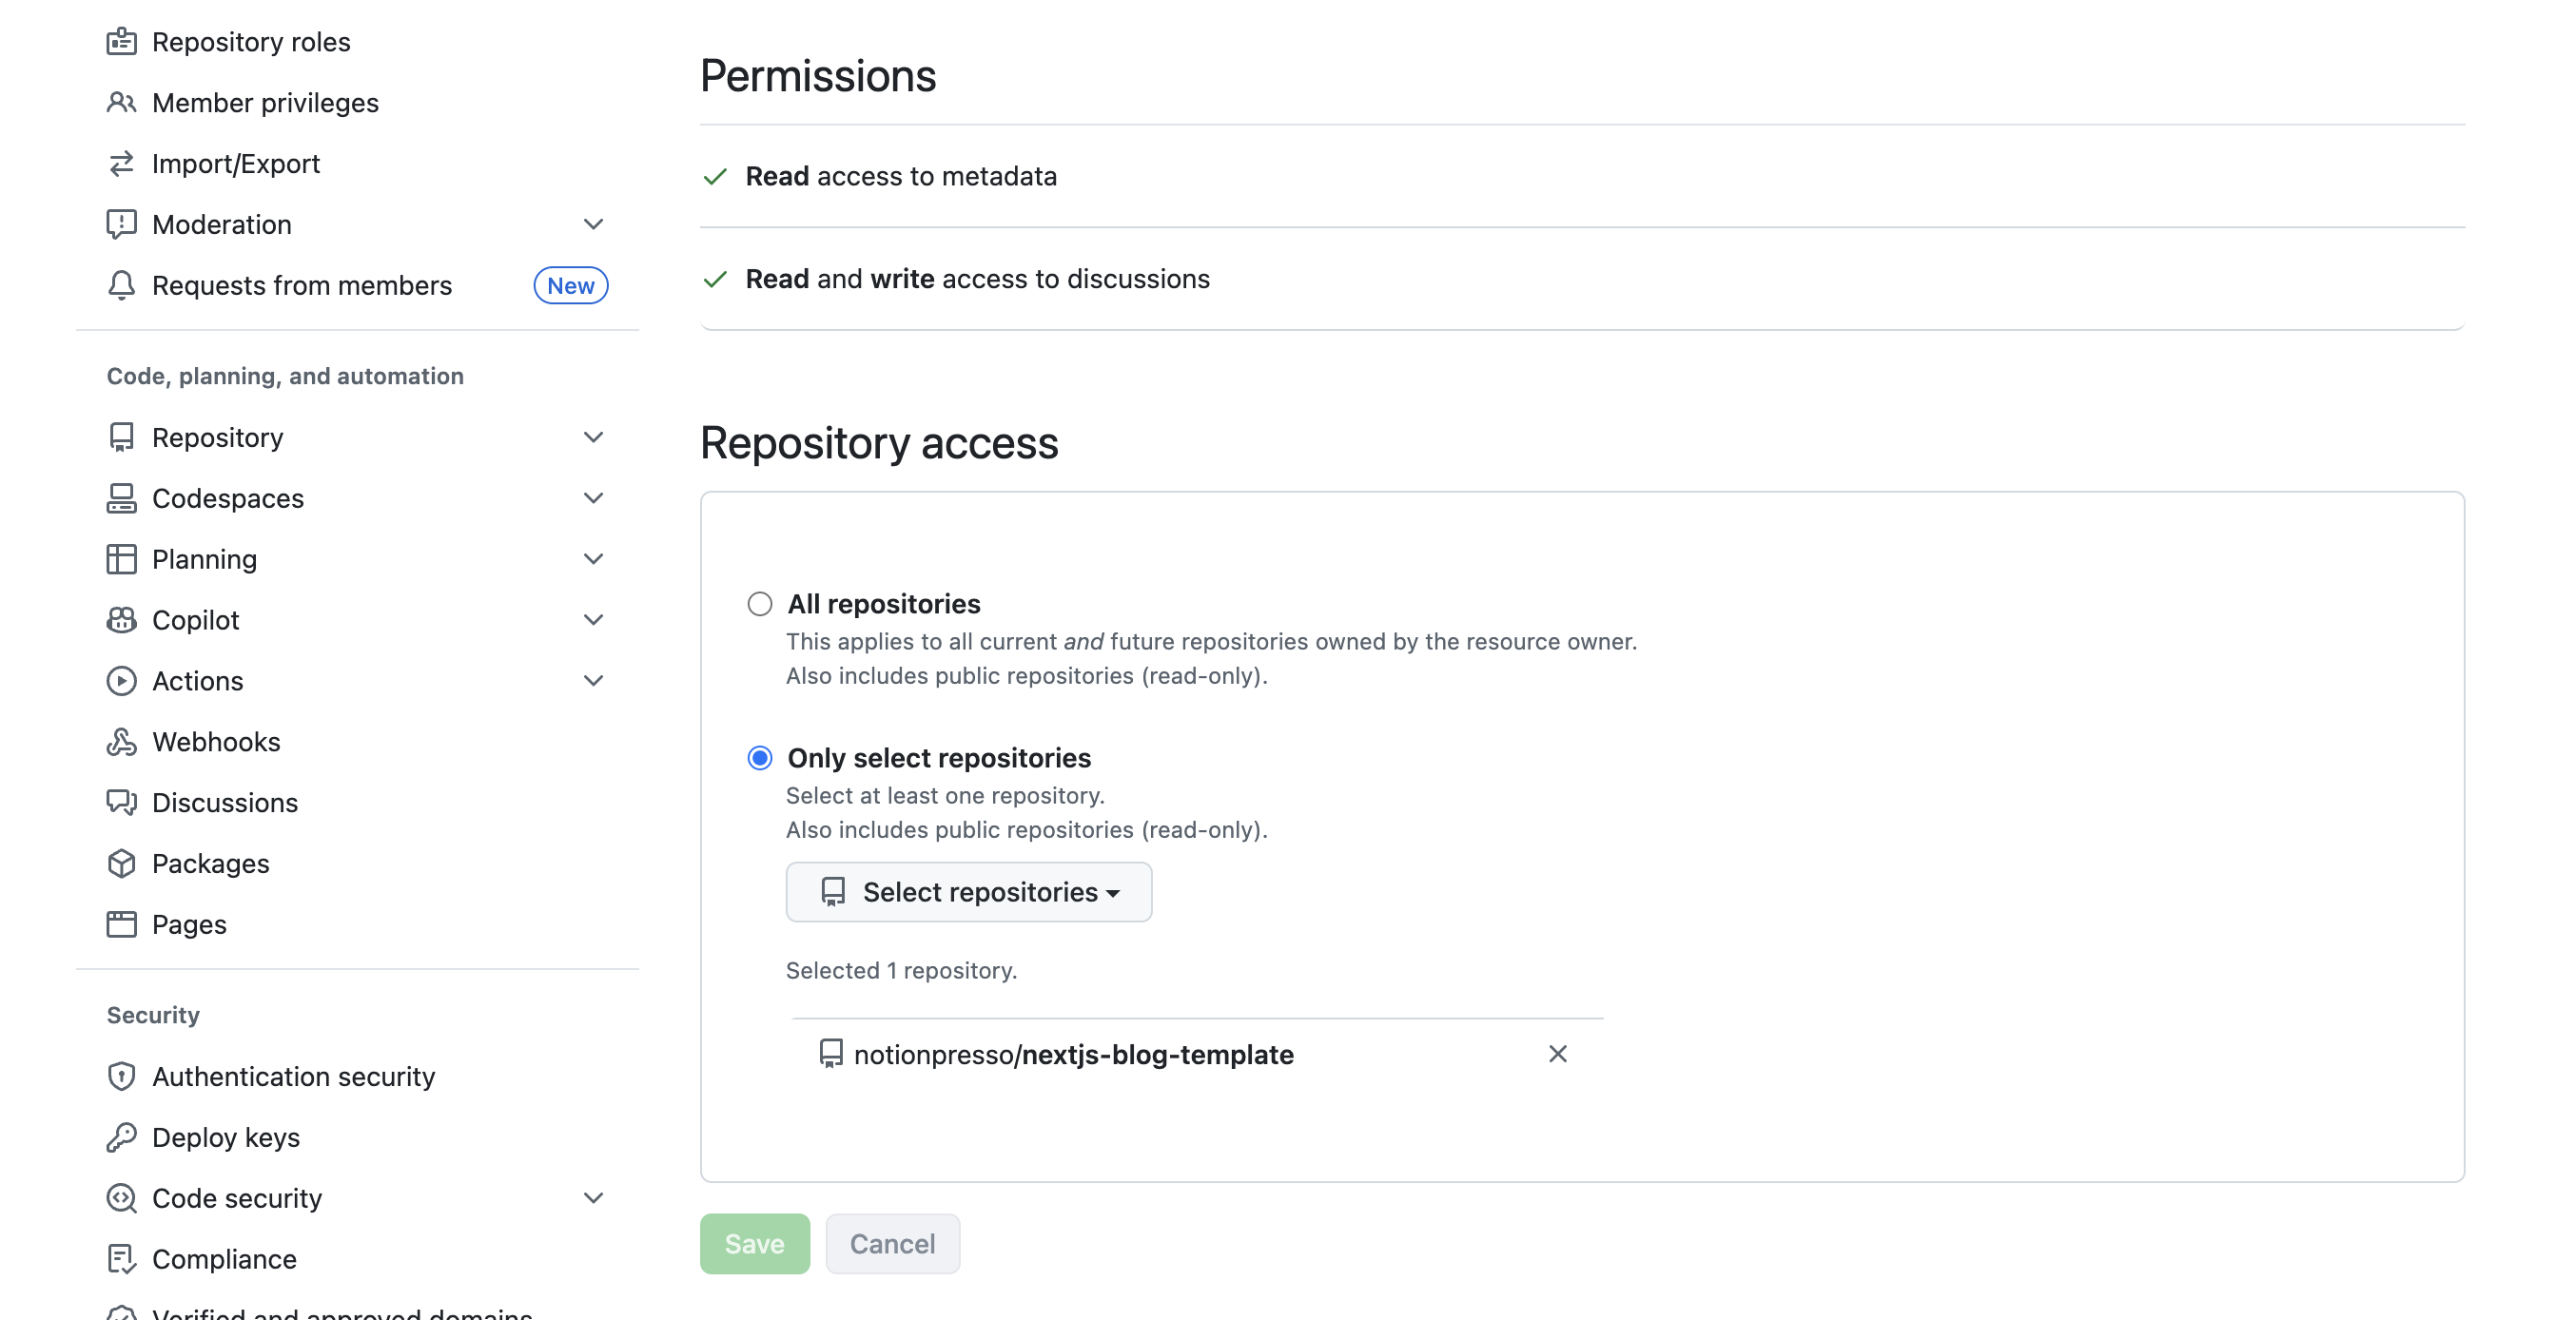 Repository roles
Member privileges
Import/Export
Moderation
Requests from members New
Code, planning, and automation
Repository
Codespaces
Planning
Copilot
Actions
Webhooks
Discussions
Packages
Pages
Security
Authentication security
Deploy keys
Code security
Compliance
Verified and approved domains
Permissions
Read access to metadata
Read and write access to discussions
Repository access
All repositories
This applies to all current and future repositories owned by the resource owner.
Also includes public repositories (read-only).
Only select repositories
Select at least one repository.
Also includes public repositories (read-only).
Select repositories
Selected 1 repository.
notionpresso/nextjs-blog-template
Save Cancel